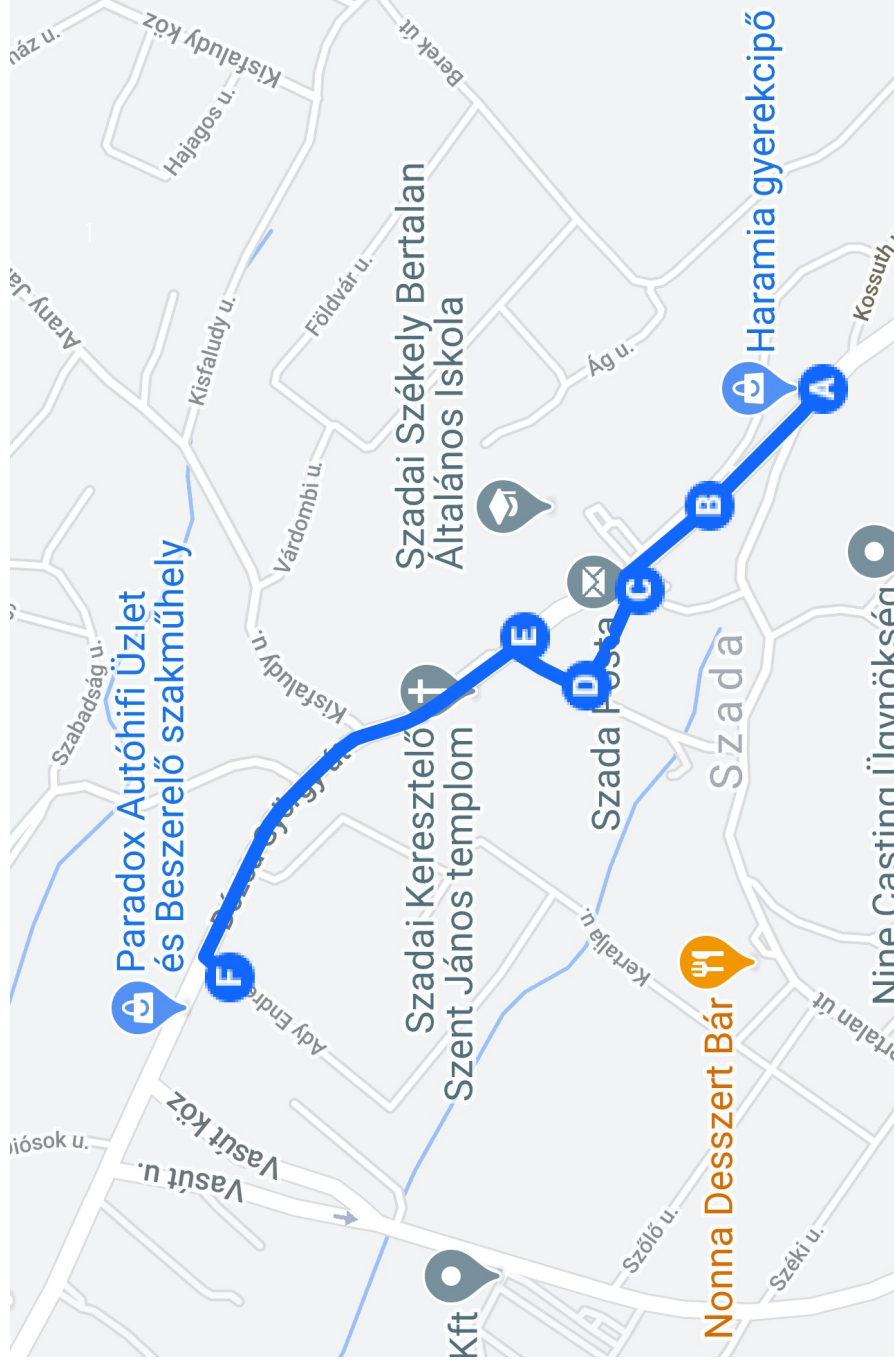 Kisfaludy köz
Hajagos u.
Berek út
Arany
Kisfaludy u.
Földvár u.
Várdombi u.
Ág u.
Kossuth
Haramia gyerekcipő
Szadai Székely Bertalan
Általános Iskola
Szabadság u.
Paradox Autóhifi Üzlet
és Beszerelő szakműhely
Kisfaludy u.
A
B
C
D
E
F
Szada Posta
Szada
Szadai Keresztelő
Szent János templom
Ady Endre
Kertalja u.
Nine Casting Ügynökség
Nonna Desszert Bár
Vasút köz
Vasút u.
Szőlő u.
Széki u.
Kft